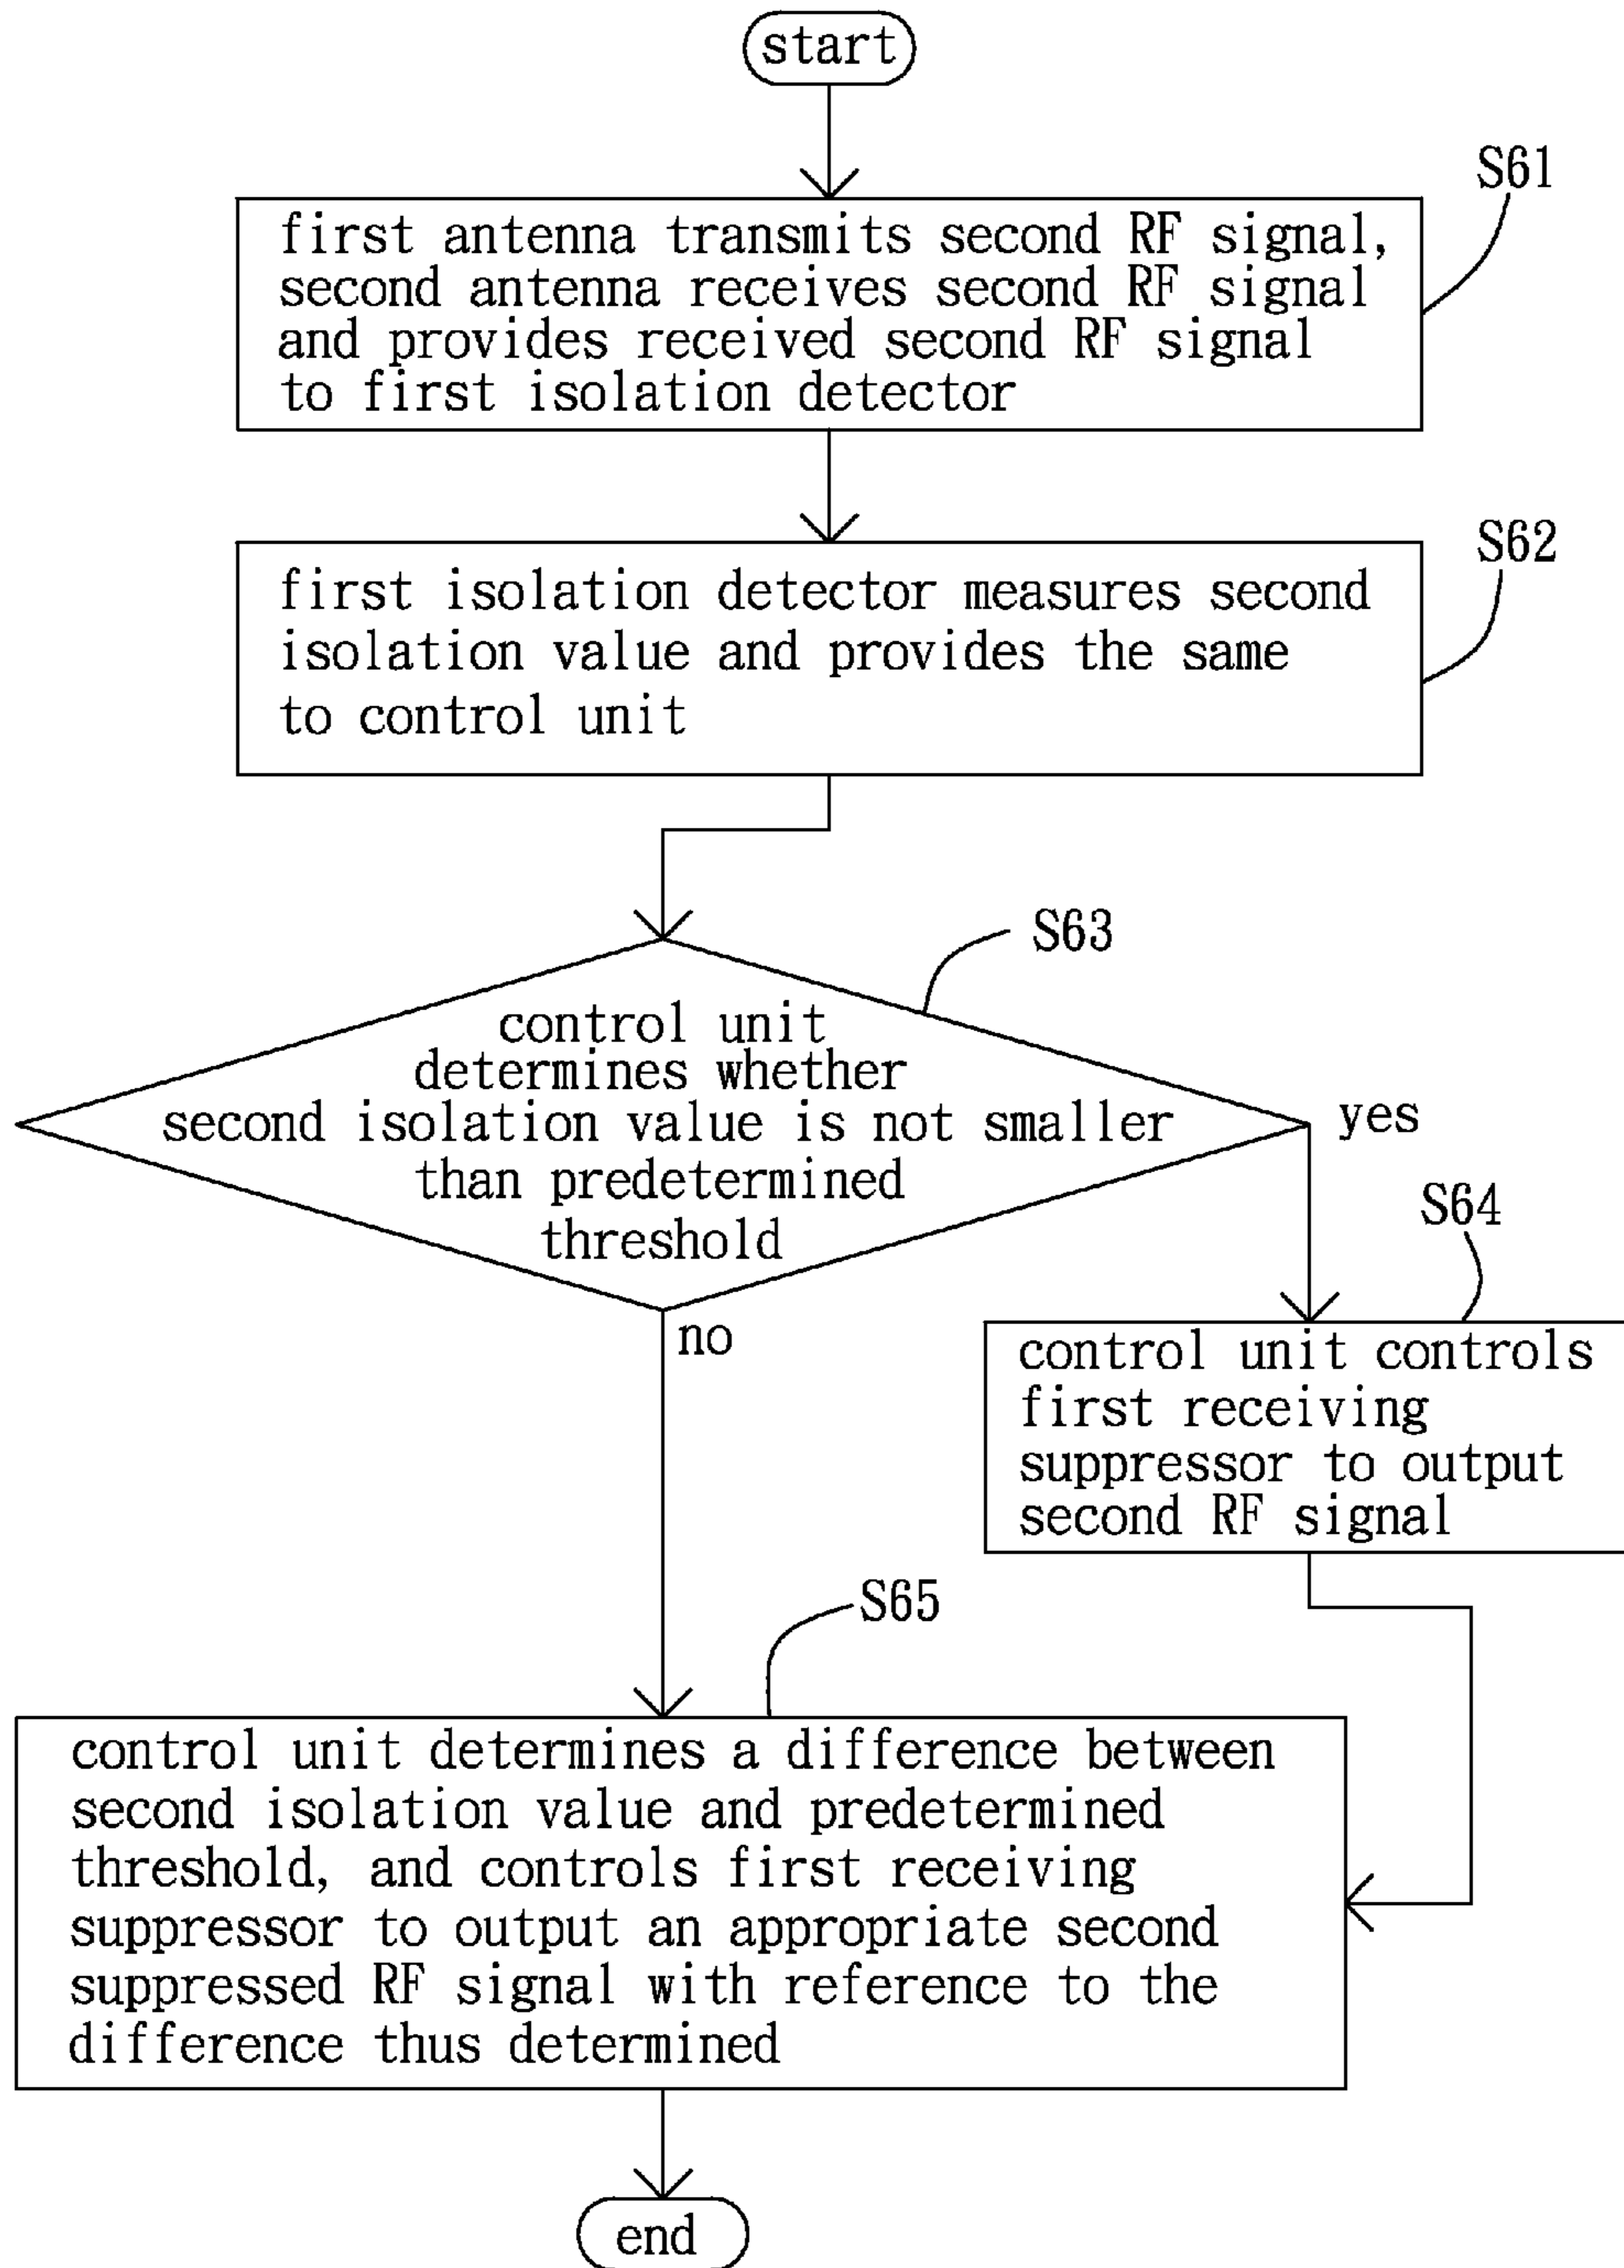 start
S61
first antenna transmits second RF signal,
second antenna receives second RF signal
and provides received second RF signal
to first isolation detector
S62
first isolation detector measures second
isolation value and provides the same
to control unit
S63
control unit
determines whether
second isolation value is not smaller
than predetermined
threshold
yes
no
S64
control unit controls
first receiving
suppressor to output
second RF signal
S65
control unit determines a difference between
second isolation value and predetermined
threshold, and controls first receiving
suppressor to output an appropriate second
suppressed RF signal with reference to the
difference thus determined
end